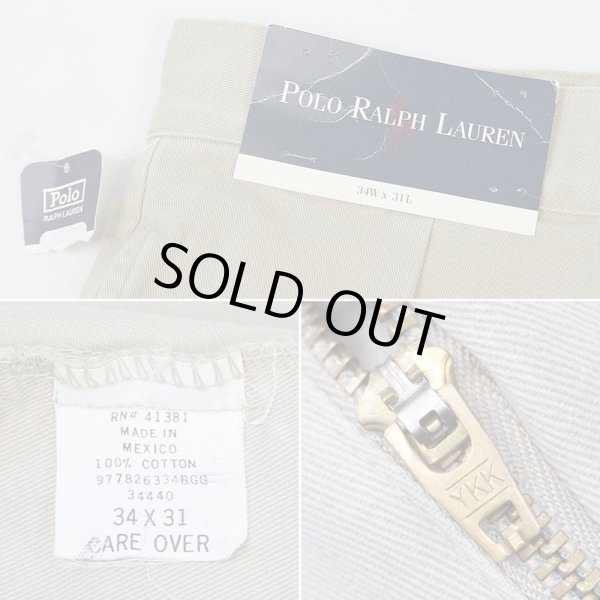 POLO RALPH LAUREN
34W x 31L
Polo
RALPH LAUREN
SOLD OUT
RN# 41381
MADE IN
MEXICO
100% COTTON
977826334BGG
34440
34 X 31
CARE OVER
YKK